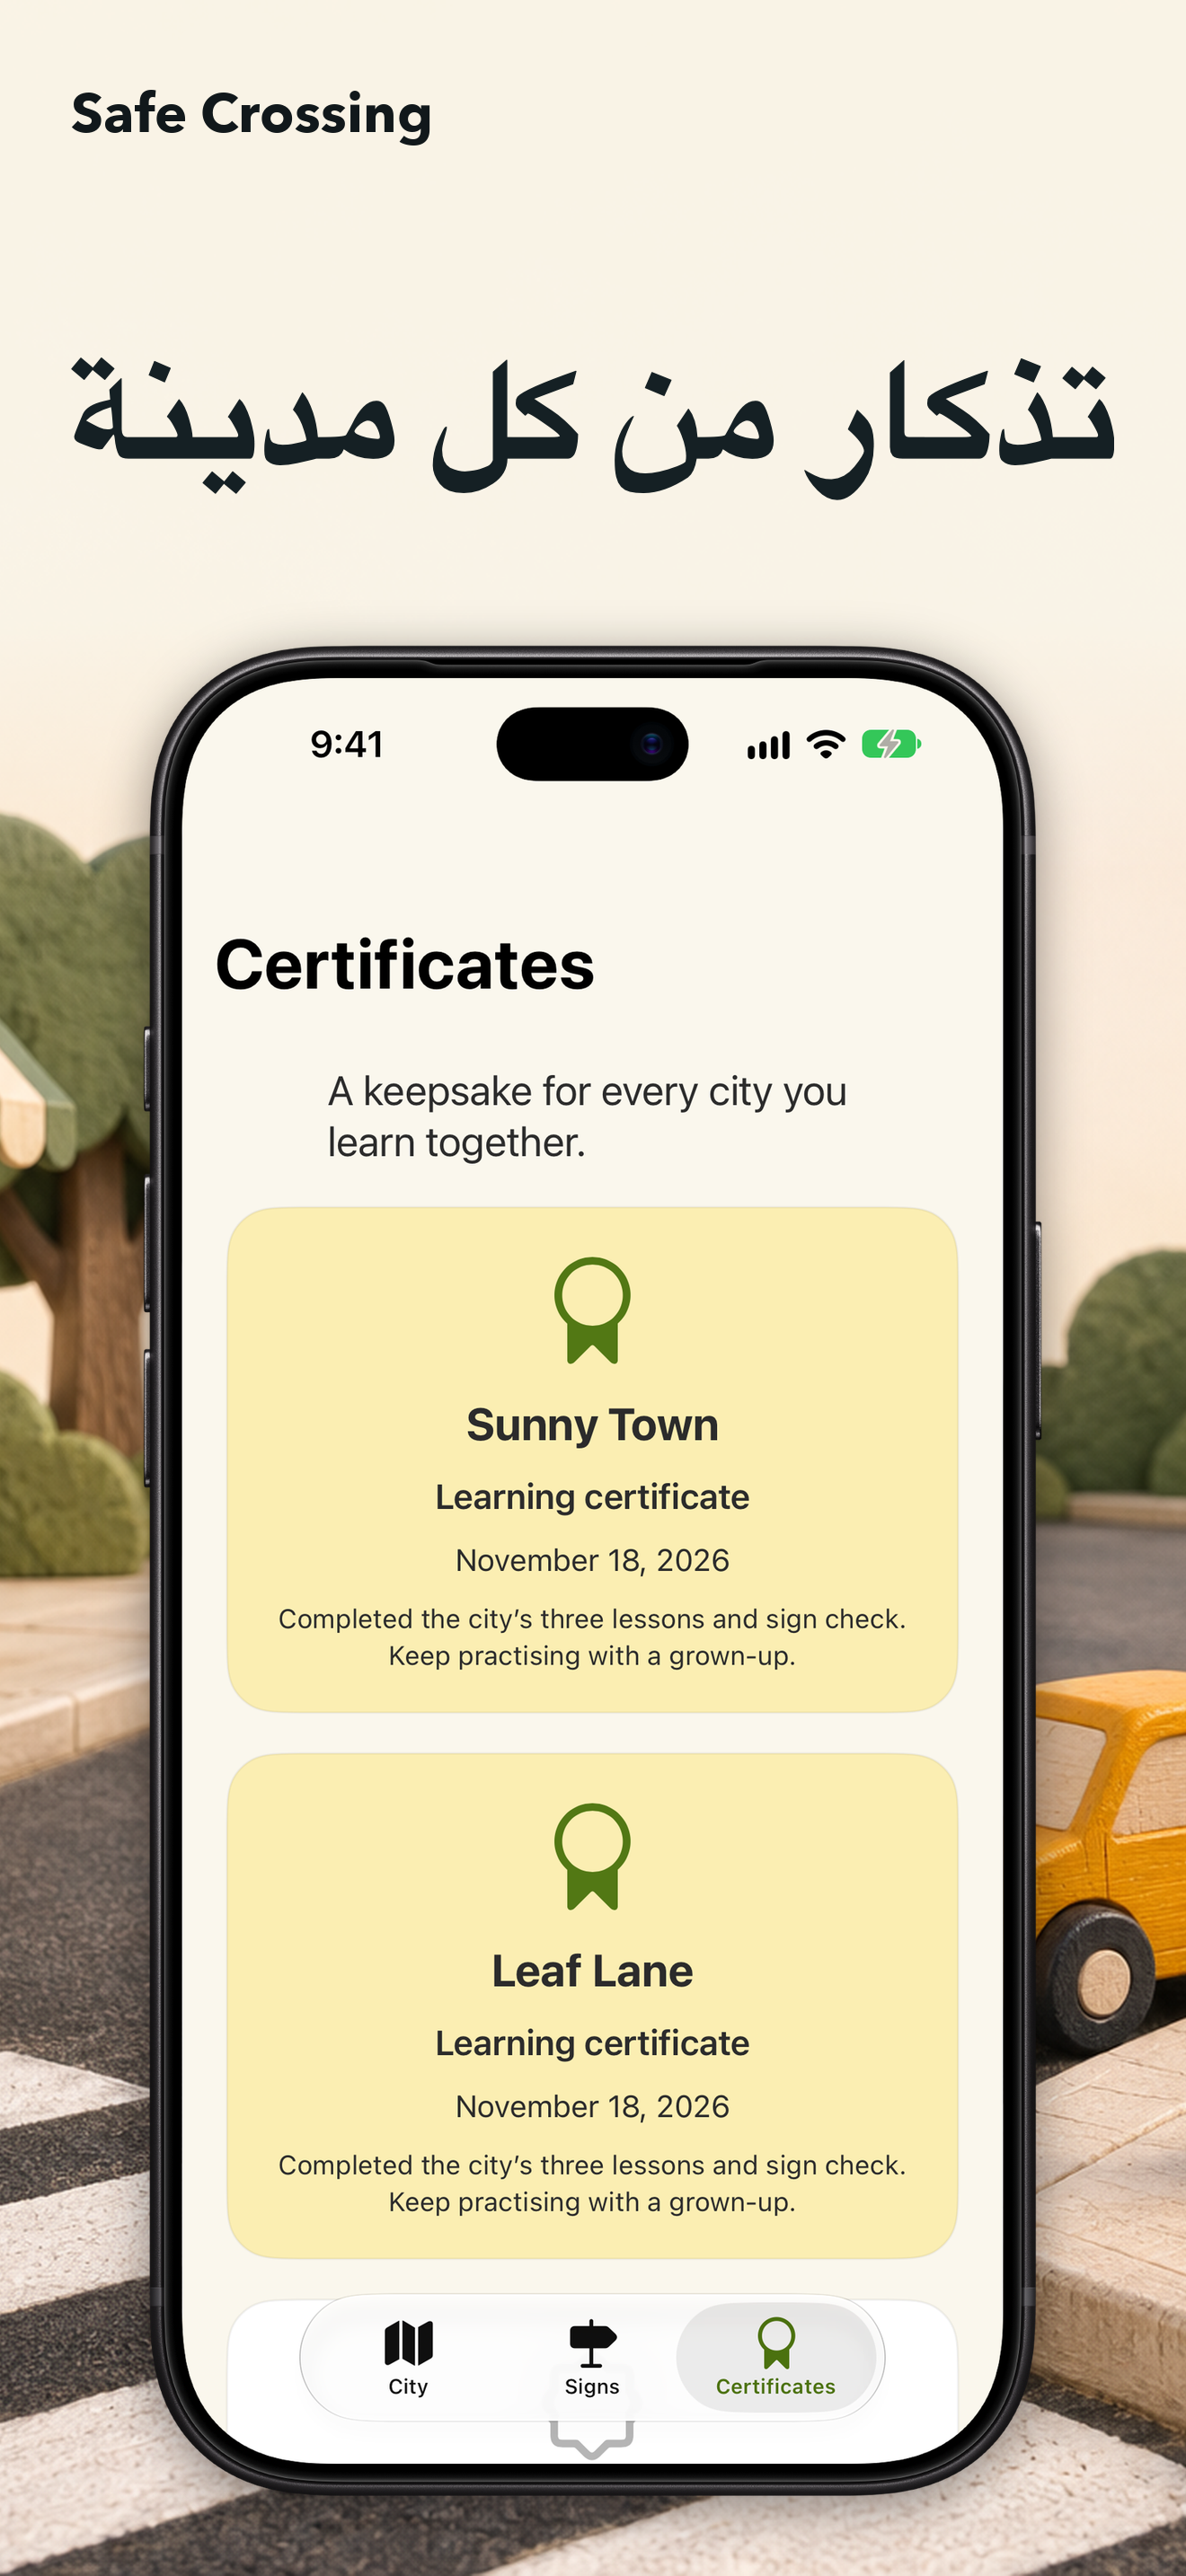 Safe Crossing
تذكار من كل مدينة
9:41
Certificates
A keepsake for every city you
learn together.
Sunny Town
Learning certificate
November 18, 2026
Completed the city’s three lessons and sign check.
Keep practising with a grown-up.
Leaf Lane
Learning certificate
November 18, 2026
Completed the city’s three lessons and sign check.
Keep practising with a grown-up.
City
Signs
Certificates